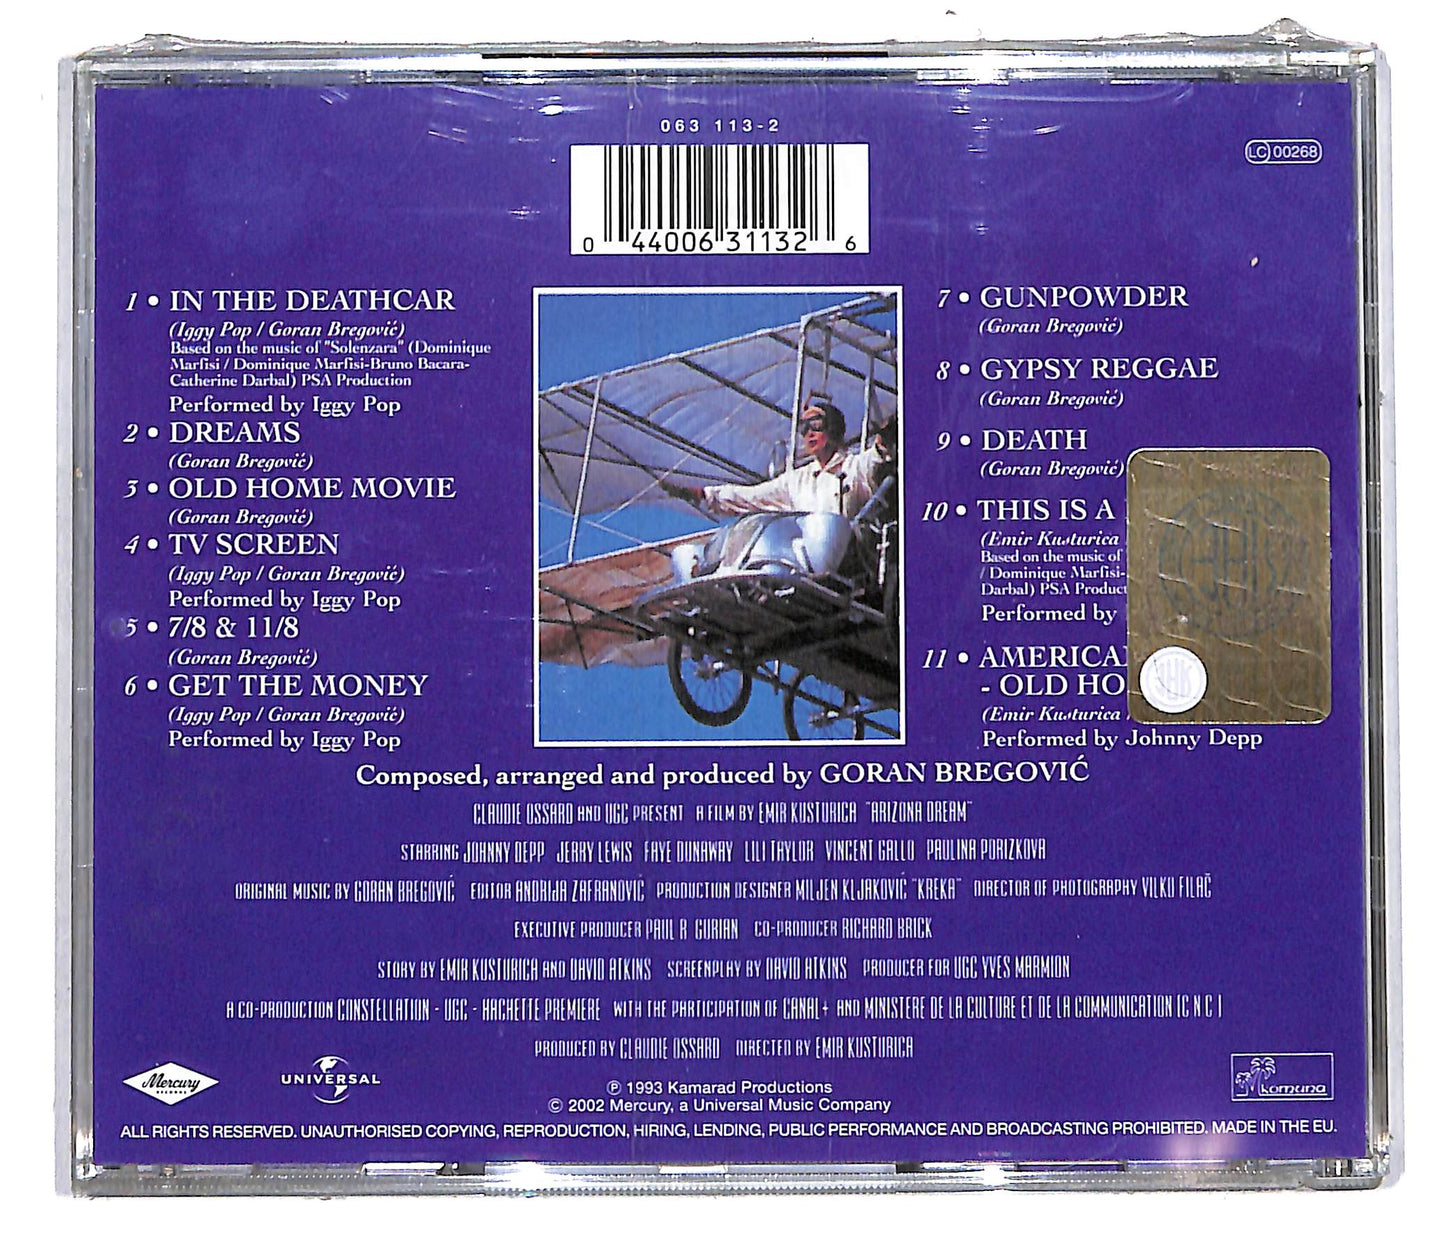 063 113-2
LC 00268
0 44006 31132 6
1 • IN THE DEATHCAR
(Iggy Pop / Goran Bregović)
Based on the music of "Solenzara" (Dominique
Marfisi / Dominique Marfisi-Bruno Bacara-
Catherine Darbal) PSA Production
Performed by Iggy Pop
2 • DREAMS
(Goran Bregović)
3 • OLD HOME MOVIE
(Goran Bregović)
4 • TV SCREEN
(Iggy Pop / Goran Bregović)
Performed by Iggy Pop
5 • 7/8 & 11/8
(Goran Bregović)
6 • GET THE MONEY
(Iggy Pop / Goran Bregović)
Performed by Iggy Pop
7 • GUNPOWDER
(Goran Bregović)
8 • GYPSY REGGAE
(Goran Bregović)
9 • DEATH
(Goran Bregović)
10 • THIS IS A
(Emir Kusturica
Based on the music of
/ Dominique Marfisi-
Darbal) PSA Product
Performed by
11 • AMERICA
- OLD HO
(Emir Kusturica
Performed by Johnny Depp
Composed, arranged and produced by GORAN BREGOVIĆ
CLAUDIE OSSARD AND UGC PRESENT A FILM BY EMIR KUSTURICA "ARIZONA DREAM"
STARRING JOHNNY DEPP JERRY LEWIS FAYE DUNAWAY LILI TAYLOR VINCENT GALLO PAULINA PORIZKOVA
ORIGINAL MUSIC BY GORAN BREGOVIĆ EDITOR ANDRIJA ZAFRANOVIĆ PRODUCTION DESIGNER MILJEN KLJAKOVIĆ "KREKA" DIRECTOR OF PHOTOGRAPHY VILKO FILAČ
EXECUTIVE PRODUCER PAUL R GURIAN CO-PRODUCER RICHARD BRICK
STORY BY EMIR KUSTURICA AND DAVID ATKINS SCREENPLAY BY DAVID ATKINS PRODUCER FOR UGC YVES MARMION
A CO-PRODUCTION CONSTELLATION - UGC - HACHETTE PREMIERE WITH THE PARTICIPATION OF CANAL+ AND MINISTERE DE LA CULTURE ET DE LA COMMUNICATION (C N C)
PRODUCED BY CLAUDIE OSSARD DIRECTED BY EMIR KUSTURICA
Mercury
RECORDS
UNIVERSAL
℗ 1993 Kamarad Productions
© 2002 Mercury, a Universal Music Company
komuna
ALL RIGHTS RESERVED. UNAUTHORISED COPYING, REPRODUCTION, HIRING, LENDING, PUBLIC PERFORMANCE AND BROADCASTING PROHIBITED. MADE IN THE EU.